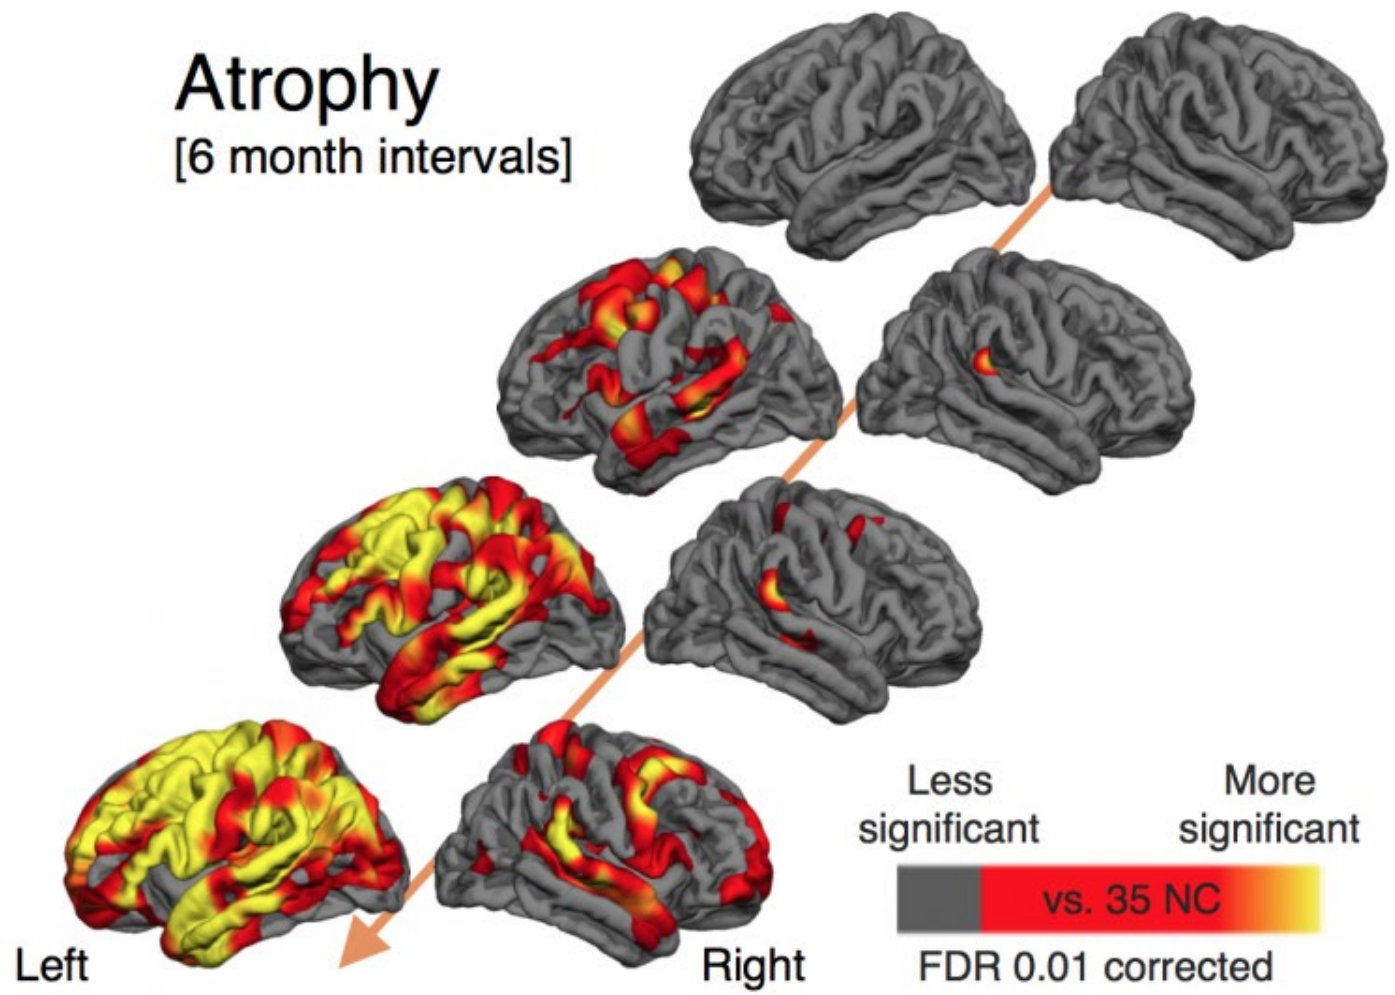 Atrophy
[6 month intervals]
Less significant
More significant
vs. 35 NC
FDR 0.01 corrected
Left
Right